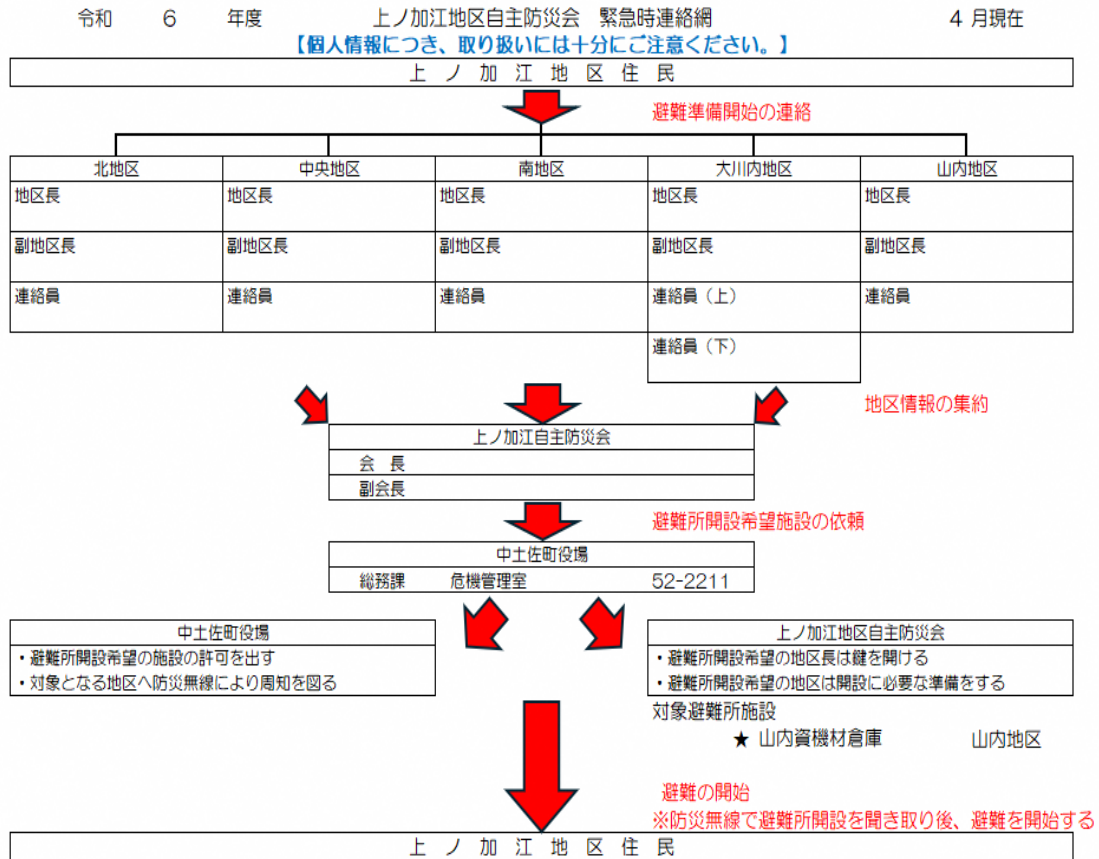 令和 6 年度 上ノ加江地区自主防災会 緊急時連絡網 4 月現在
【個人情報につき、取り扱いには十分にご注意ください。】
上ノ加江地区住民
避難準備開始の連絡
北地区 中央地区 南地区 大川内地区 山内地区
地区長 地区長 地区長 地区長 地区長
副地区長 副地区長 副地区長 副地区長 副地区長
連絡員 連絡員 連絡員 連絡員（上） 連絡員
連絡員（下）
地区情報の集約
上ノ加江自主防災会
会 長
副会長
避難所開設希望施設の依頼
中土佐町役場
総務課 危機管理室 52-2211
中土佐町役場
・避難所開設希望の施設の許可を出す
・対象となる地区へ防災無線により周知を図る
上ノ加江地区自主防災会
・避難所開設希望の地区長は鍵を開ける
・避難所開設希望の地区は開設に必要な準備をする
対象避難所施設
★ 山内資機材倉庫 山内地区
避難の開始
※防災無線で避難所開設を聞き取り後、避難を開始する
上ノ加江地区住民